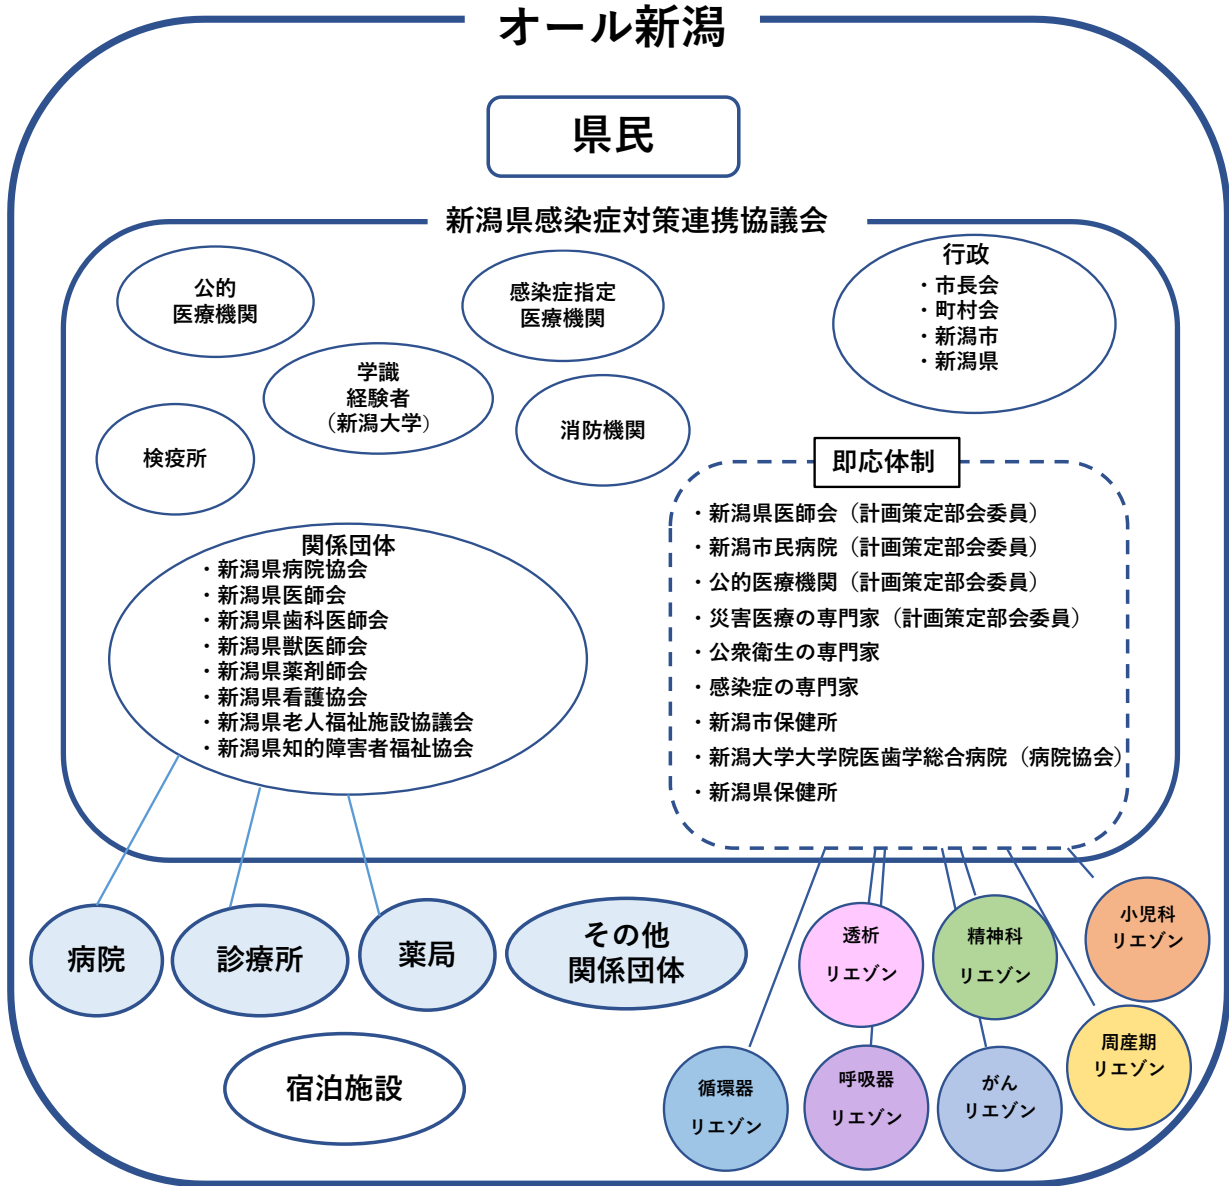 オール新潟
県民
新潟県感染症対策連携協議会
公的
医療機関
感染症指定
医療機関
行政
・市長会
・町村会
・新潟市
・新潟県
学識
経験者
（新潟大学）
消防機関
検疫所
関係団体
・新潟県病院協会
・新潟県医師会
・新潟県歯科医師会
・新潟県獣医師会
・新潟県薬剤師会
・新潟県看護協会
・新潟県老人福祉施設協議会
・新潟県知的障害者福祉協会
即応体制
・新潟県医師会（計画策定部会委員）
・新潟市民病院（計画策定部会委員）
・公的医療機関（計画策定部会委員）
・災害医療の専門家（計画策定部会委員）
・公衆衛生の専門家
・感染症の専門家
・新潟市保健所
・新潟大学大学院医歯学総合病院（病院協会）
・新潟県保健所
病院
診療所
薬局
その他
関係団体
宿泊施設
透析
リエゾン
精神科
リエゾン
小児科
リエゾン
循環器
リエゾン
呼吸器
リエゾン
がん
リエゾン
周産期
リエゾン